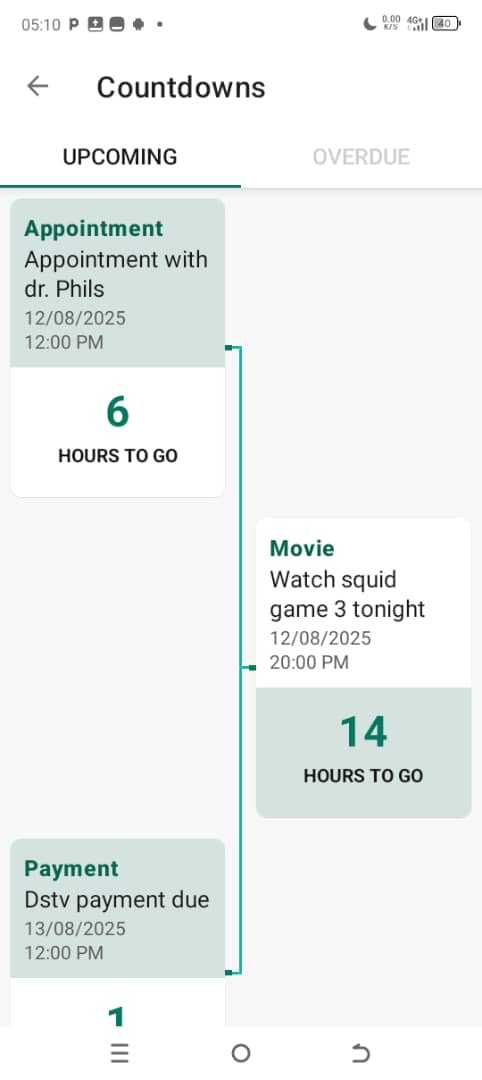 05:10 P
0.00 K/S 4G 40
Countdowns
UPCOMING
OVERDUE
Appointment
Appointment with
dr. Phils
12/08/2025
12:00 PM
6
HOURS TO GO
Movie
Watch squid
game 3 tonight
12/08/2025
20:00 PM
14
HOURS TO GO
Payment
Dstv payment due
13/08/2025
12:00 PM
1